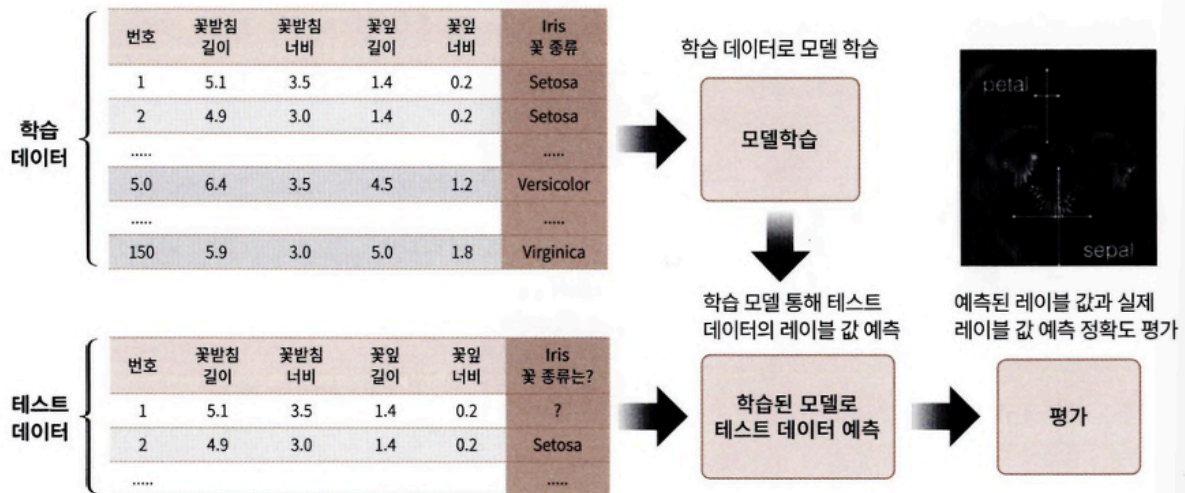 번호 꽃받침 길이 꽃받침 너비 꽃잎 길이 꽃잎 너비 Iris 꽃 종류
1 5.1 3.5 1.4 0.2 Setosa
2 4.9 3.0 1.4 0.2 Setosa
..... .....
5.0 6.4 3.5 4.5 1.2 Versicolor
..... .....
150 5.9 3.0 5.0 1.8 Virginica
학습
데이터
학습 데이터로 모델 학습
모델학습
petal
sepal
학습 모델 통해 테스트
데이터의 레이블 값 예측
예측된 레이블 값과 실제
레이블 값 예측 정확도 평가
번호 꽃받침 길이 꽃받침 너비 꽃잎 길이 꽃잎 너비 Iris 꽃 종류는?
1 5.1 3.5 1.4 0.2 ?
2 4.9 3.0 1.4 0.2 Setosa
..... .....
테스트
데이터
학습된 모델로
테스트 데이터 예측
평가